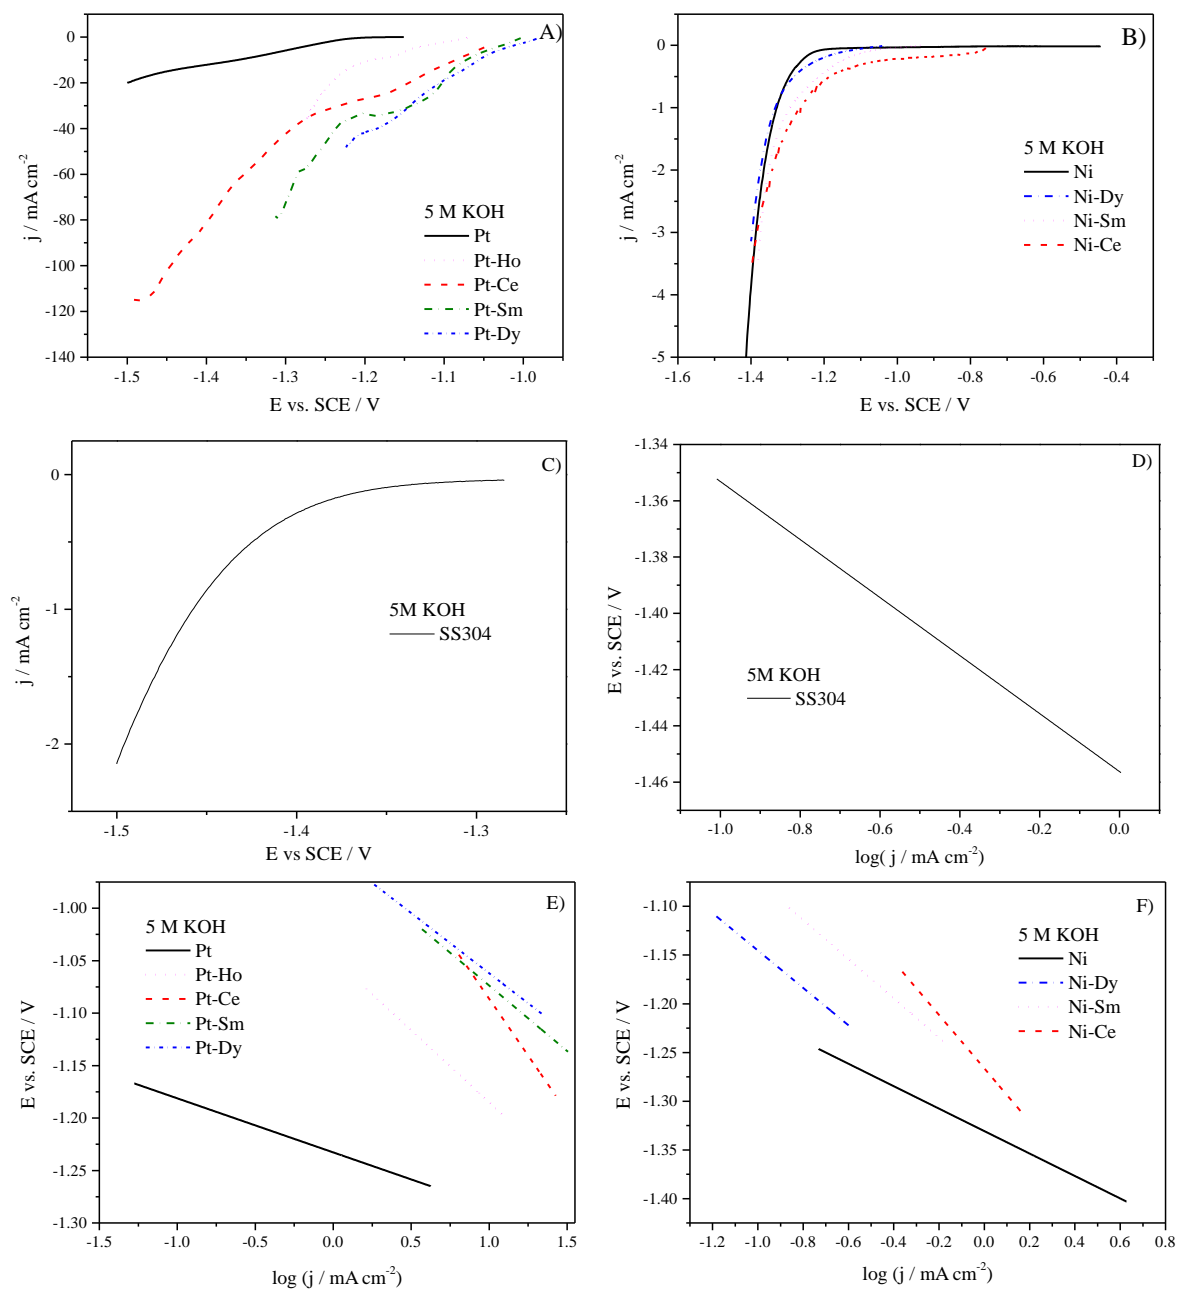 A)
0
-20
-40
-60
-80
-100
-120
-140
j / mA cm-2
5 M KOH
Pt
Pt-Ho
Pt-Ce
Pt-Sm
Pt-Dy
-1.5 -1.4 -1.3 -1.2 -1.1 -1.0
E vs. SCE / V
B)
0
-1
-2
-3
-4
-5
j / mA cm-2
5 M KOH
Ni
Ni-Dy
Ni-Sm
Ni-Ce
-1.6 -1.4 -1.2 -1.0 -0.8 -0.6 -0.4
E vs. SCE / V
C)
0
-1
-2
j / mA cm-2
5M KOH
SS304
-1.5 -1.4 -1.3
E vs SCE / V
D)
-1.34
-1.36
-1.38
-1.40
-1.42
-1.44
-1.46
E vs. SCE / V
5M KOH
SS304
-1.0 -0.8 -0.6 -0.4 -0.2 0.0
log( j / mA cm-2)
E)
-1.00
-1.05
-1.10
-1.15
-1.20
-1.25
-1.30
E vs. SCE / V
5 M KOH
Pt
Pt-Ho
Pt-Ce
Pt-Sm
Pt-Dy
-1.5 -1.0 -0.5 0.0 0.5 1.0 1.5
log (j / mA cm-2)
F)
-1.10
-1.15
-1.20
-1.25
-1.30
-1.35
-1.40
E vs. SCE / V
5 M KOH
Ni
Ni-Dy
Ni-Sm
Ni-Ce
-1.2 -1.0 -0.8 -0.6 -0.4 -0.2 0.0 0.2 0.4 0.6 0.8
log (j / mA cm-2)